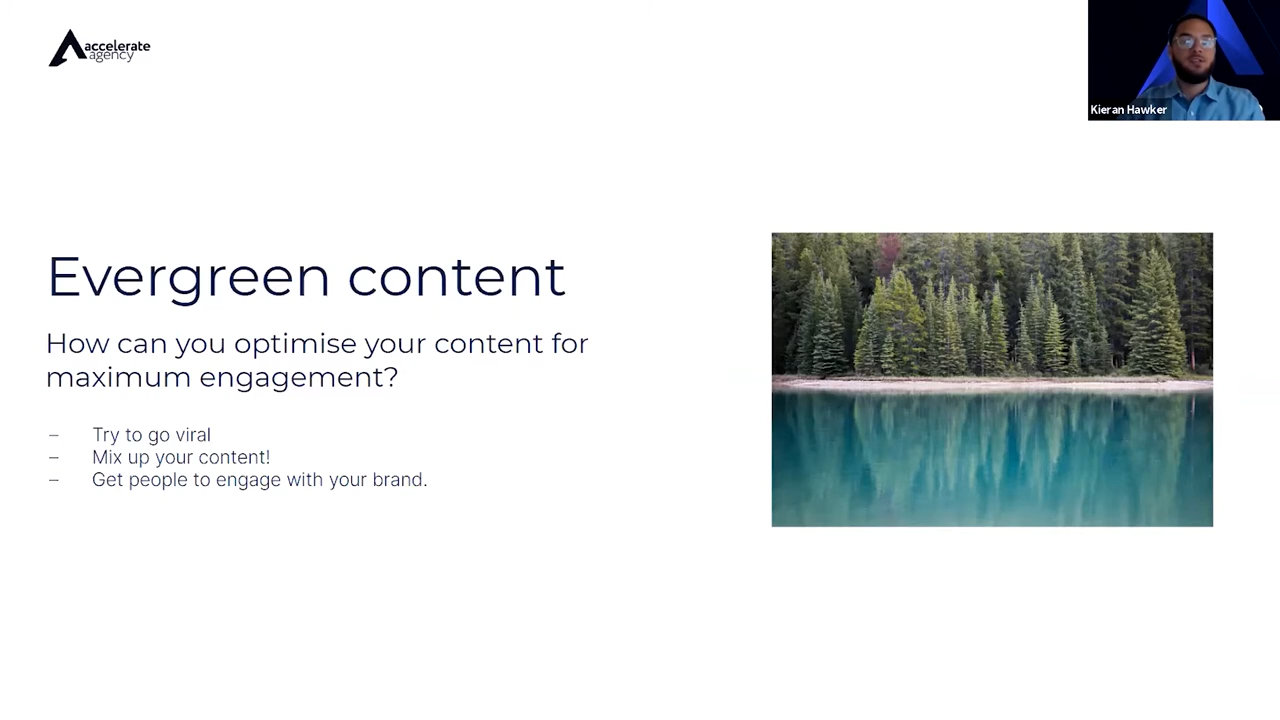 accelerate
agency
Kieran Hawker
Evergreen content
How can you optimise your content for
maximum engagement?
– Try to go viral
– Mix up your content!
– Get people to engage with your brand.